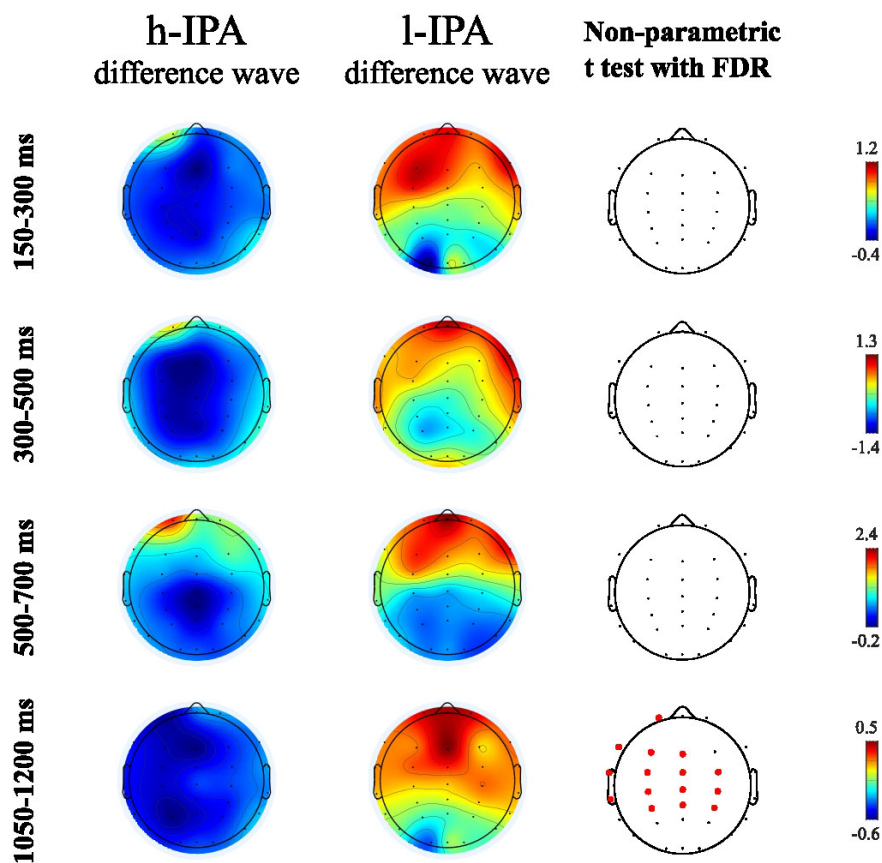 h-IPA
difference wave
l-IPA
difference wave
Non-parametric
t test with FDR
150-300 ms
1.2
-0.4
300-500 ms
1.3
-1.4
500-700 ms
2.4
-0.2
1050-1200 ms
0.5
-0.6